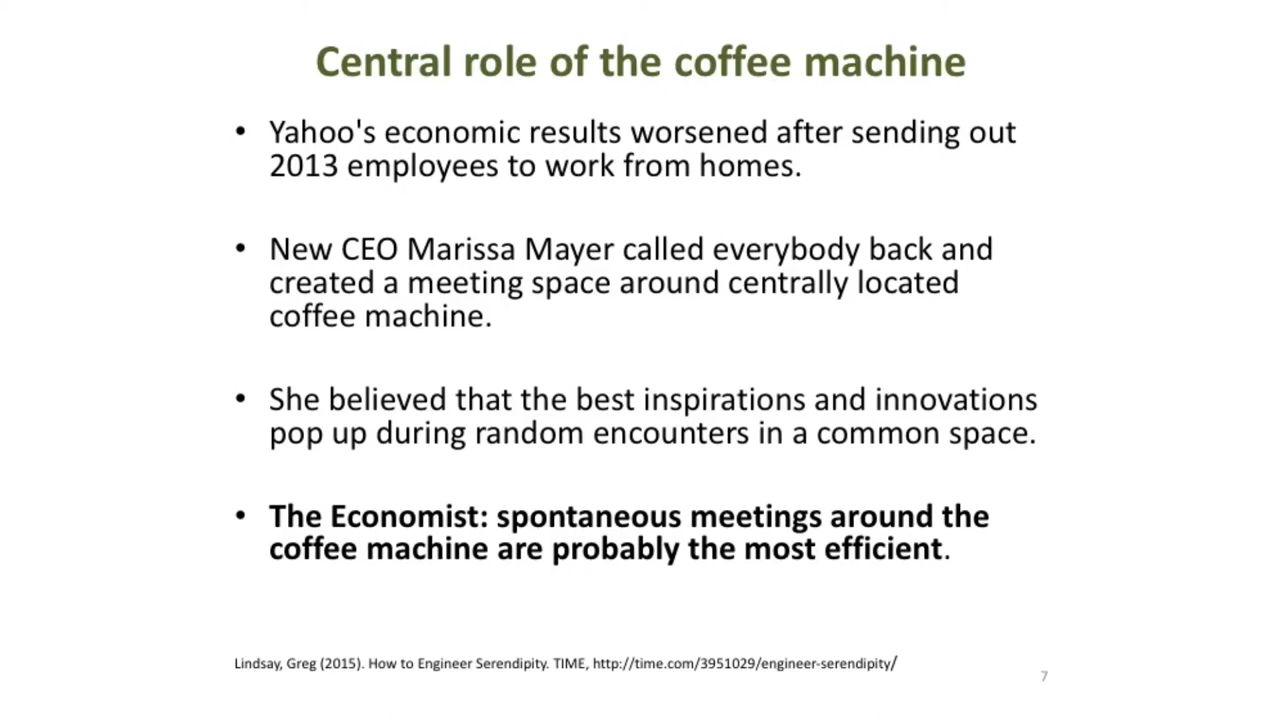 Central role of the coffee machine
• Yahoo's economic results worsened after sending out
2013 employees to work from homes.
• New CEO Marissa Mayer called everybody back and
created a meeting space around centrally located
coffee machine.
• She believed that the best inspirations and innovations
pop up during random encounters in a common space.
• The Economist: spontaneous meetings around the
coffee machine are probably the most efficient.
Lindsay, Greg (2015). How to Engineer Serendipity. TIME, http://time.com/3951029/engineer-serendipity/
7